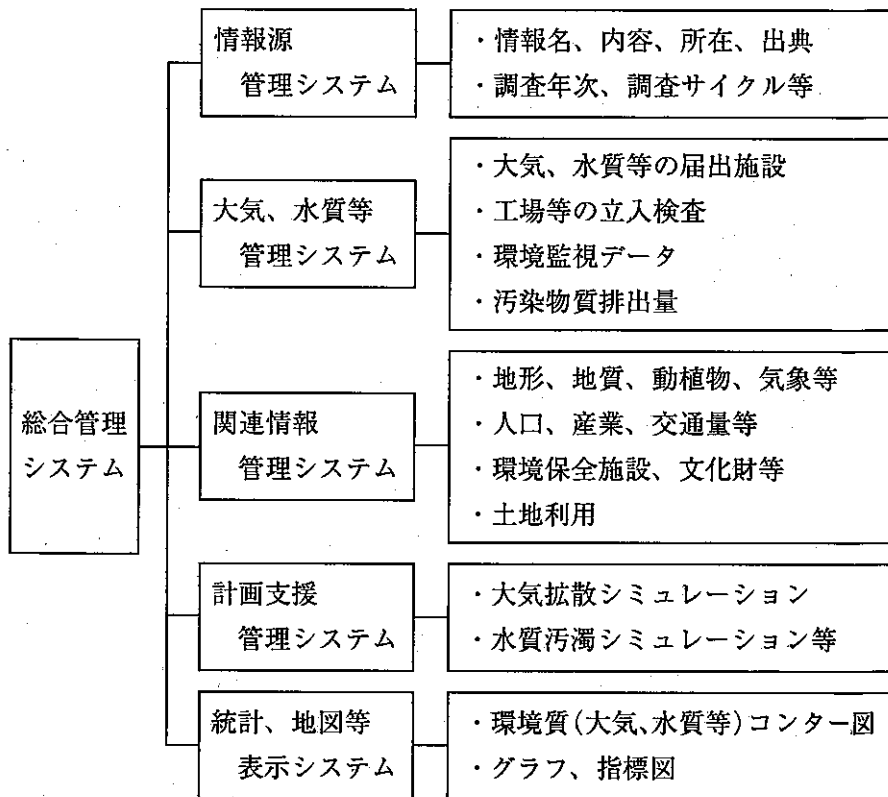 情報源
管理システム
・情報名、内容、所在、出典
・調査年次、調査サイクル等
大気、水質等
管理システム
・大気、水質等の届出施設
・工場等の立入検査
・環境監視データ
・汚染物質排出量
総合管理
システム
関連情報
管理システム
・地形、地質、動植物、気象等
・人口、産業、交通量等
・環境保全施設、文化財等
・土地利用
計画支援
管理システム
・大気拡散シミュレーション
・水質汚濁シミュレーション等
統計、地図等
表示システム
・環境質(大気、水質等)コンター図
・グラフ、指標図